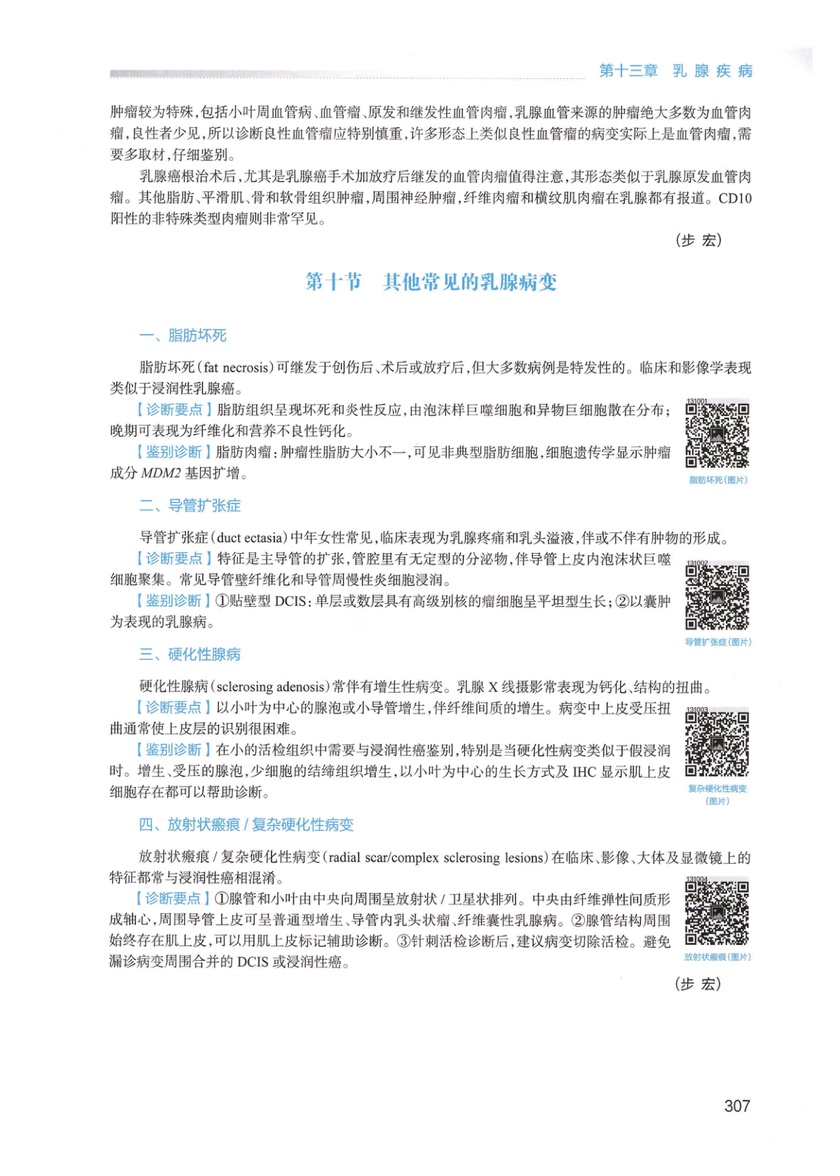 第十三章 乳腺疾病
肿瘤较为特殊,包括小叶周血管病、血管瘤、原发和继发性血管肉瘤,乳腺血管来源的肿瘤绝大多数为血管肉
瘤,良性者少见,所以诊断良性血管瘤应特别慎重,许多形态上类似良性血管瘤的病变实际上是血管肉瘤,需
要多取材,仔细鉴别。
乳腺癌根治术后,尤其是乳腺癌手术加放疗后继发的血管肉瘤值得注意,其形态类似于乳腺原发血管肉
瘤。其他脂肪、平滑肌、骨和软骨组织肿瘤,周围神经肿瘤,纤维肉瘤和横纹肌肉瘤在乳腺都有报道。CD10
阳性的非特殊类型肉瘤则非常罕见。
(步 宏)
第十节 其他常见的乳腺病变
一、脂肪坏死
脂肪坏死(fat necrosis)可继发于创伤后、术后或放疗后,但大多数病例是特发性的。临床和影像学表现
类似于浸润性乳腺癌。
【诊断要点】脂肪组织呈现坏死和炎性反应,由泡沫样巨噬细胞和异物巨细胞散在分布;
晚期可表现为纤维化和营养不良性钙化。
【鉴别诊断】脂肪肉瘤:肿瘤性脂肪大小不一,可见非典型脂肪细胞,细胞遗传学显示肿瘤
成分 MDM2 基因扩增。
131001
脂肪坏死(图片)
二、导管扩张症
导管扩张症(duct ectasia)中年女性常见,临床表现为乳腺疼痛和乳头溢液,伴或不伴有肿物的形成。
【诊断要点】特征是主导管的扩张,管腔里有无定型的分泌物,伴导管上皮内泡沫状巨噬
细胞聚集。常见导管壁纤维化和导管周慢性炎细胞浸润。
【鉴别诊断】①贴壁型 DCIS:单层或数层具有高级别核的瘤细胞呈平坦型生长;②以囊肿
为表现的乳腺病。
131002
导管扩张症(图片)
三、硬化性腺病
硬化性腺病(sclerosing adenosis)常伴有增生性病变。乳腺 X 线摄影常表现为钙化、结构的扭曲。
【诊断要点】以小叶为中心的腺泡或小导管增生,伴纤维间质的增生。病变中上皮受压扭
曲通常使上皮层的识别很困难。
【鉴别诊断】在小的活检组织中需要与浸润性癌鉴别,特别是当硬化性病变类似于假浸润
时。增生、受压的腺泡,少细胞的结缔组织增生,以小叶为中心的生长方式及 IHC 显示肌上皮
细胞存在都可以帮助诊断。
131003
复杂硬化性病变
(图片)
四、放射状瘢痕/复杂硬化性病变
放射状瘢痕/复杂硬化性病变(radial scar/complex sclerosing lesions)在临床、影像、大体及显微镜上的
特征都常与浸润性癌相混淆。
【诊断要点】①腺管和小叶由中央向周围呈放射状/卫星状排列。中央由纤维弹性间质形
成轴心,周围导管上皮可呈普通型增生、导管内乳头状瘤、纤维囊性乳腺病。②腺管结构周围
始终存在肌上皮,可以用肌上皮标记辅助诊断。③针刺活检诊断后,建议病变切除活检。避免
漏诊病变周围合并的 DCIS 或浸润性癌。
131004
放射状瘢痕(图片)
(步 宏)
307